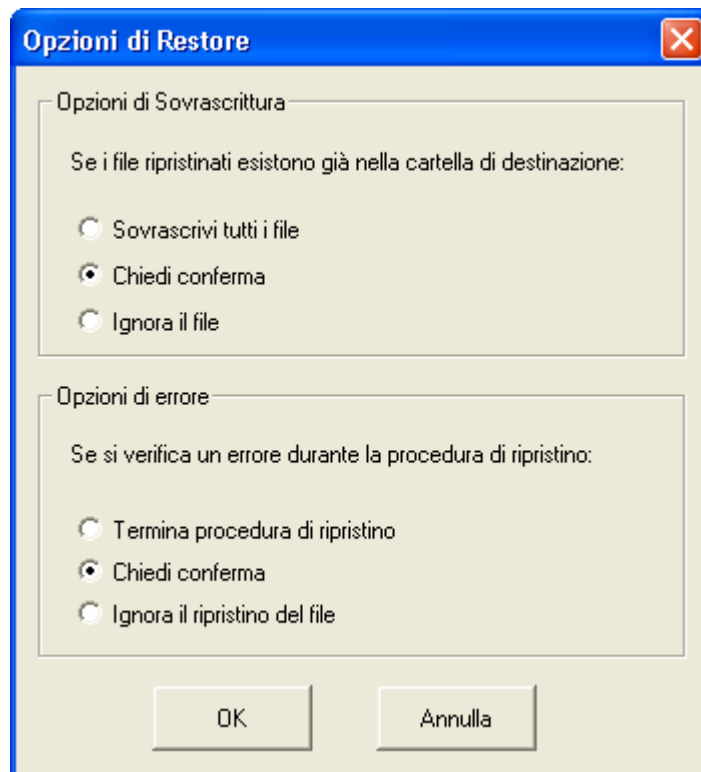 Opzioni di Restore
Opzioni di Sovrascrittura
Se i file ripristinati esistono già nella cartella di destinazione:
Sovrascrivi tutti i file
Chiedi conferma
Ignora il file
Opzioni di errore
Se si verifica un errore durante la procedura di ripristino:
Termina procedura di ripristino
Chiedi conferma
Ignora il ripristino del file
OK Annulla